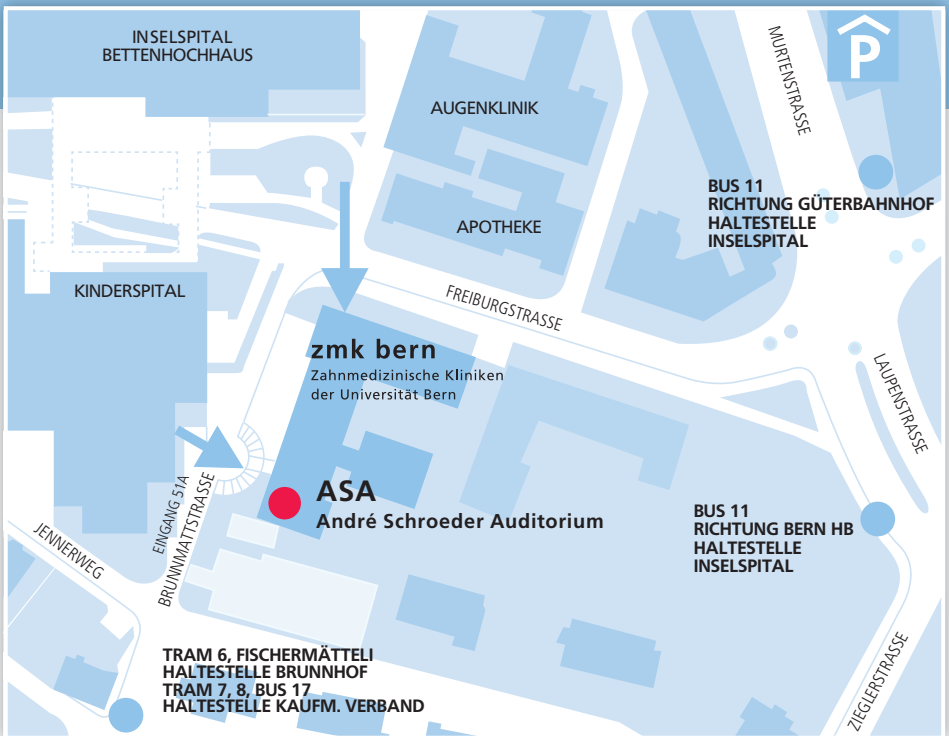 INSELSPITAL
BETTENHOCHHAUS
MURTENSTRASSE
P
AUGENKLINIK
BUS 11
RICHTUNG GÜTERBAHNHOF
HALTESTELLE
INSELSPITAL
APOTHEKE
KINDERSPITAL
FREIBURGSTRASSE
zmk bern
Zahnmedizinische Kliniken
der Universität Bern
LAUPENSTRASSE
ASA
André Schroeder Auditorium
EINGANG 51A
BRUNNMATTSTRASSE
JENNERWEG
BUS 11
RICHTUNG BERN HB
HALTESTELLE
INSELSPITAL
TRAM 6, FISCHERMÄTTELI
HALTESTELLE BRUNNHOF
TRAM 7, 8, BUS 17
HALTESTELLE KAUFM. VERBAND
ZIEGLERSTRASSE